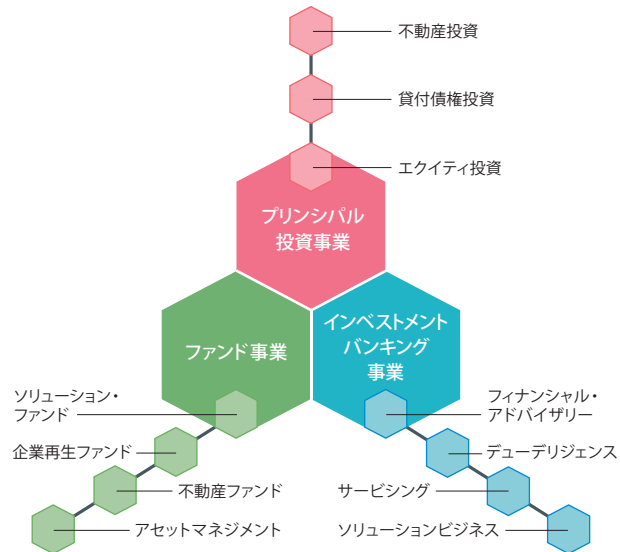 不動産投資
貸付債権投資
エクイティ投資
プリンシパル
投資事業
ファンド事業
インベストメント
バンキング
事業
ソリューション・
ファンド
企業再生ファンド
不動産ファンド
アセットマネジメント
フィナンシャル・
アドバイザリー
デューデリジェンス
サービシング
ソリューションビジネス